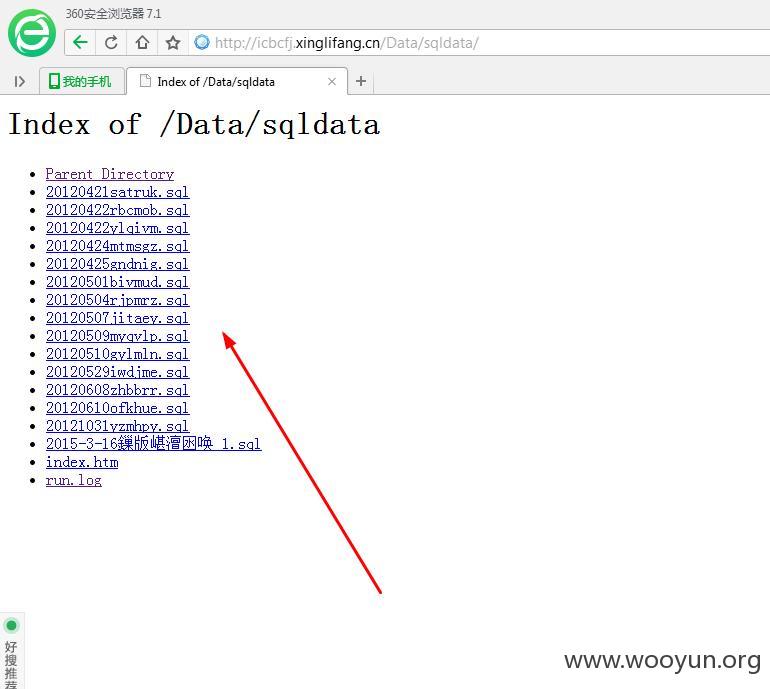 360安全浏览器 7.1
http://icbcfj.xinglifang.cn/Data/sqldata/
我的手机
Index of /Data/sqldata
Index of /Data/sqldata
Parent Directory
20120421satruk.sql
20120422rbcmob.sql
20120422ylqivm.sql
20120424mtmsgz.sql
20120425gndnig.sql
20120501bivmud.sql
20120504rjpmrz.sql
20120507jitaey.sql
20120509mygvlp.sql
20120510gylmln.sql
20120529iwdjme.sql
20120608zhbbrr.sql
20120610ofkhue.sql
20121031yzmhpv.sql
2015-3-16鏁版嵁澶囦唤_1.sql
index.htm
run.log
好搜推荐
www.wooyun.org